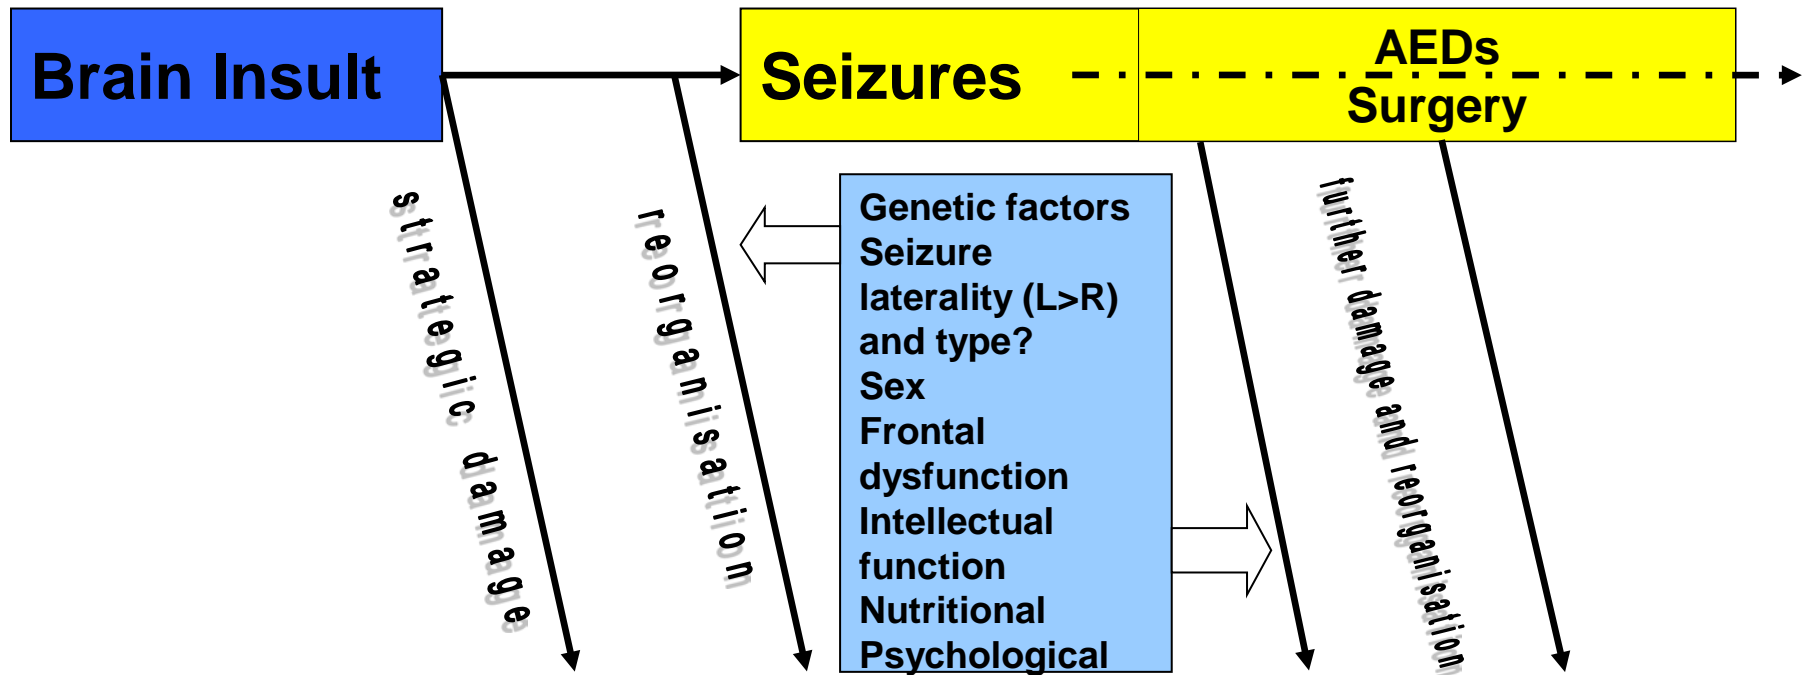 Brain Insult
Seizures
AEDs
Surgery
strategic damage
reorganisation
Genetic factors
Seizure
laterality (L>R)
and type?
Sex
Frontal
dysfunction
Intellectual
function
Nutritional
Psychological
further damage and reorganisation